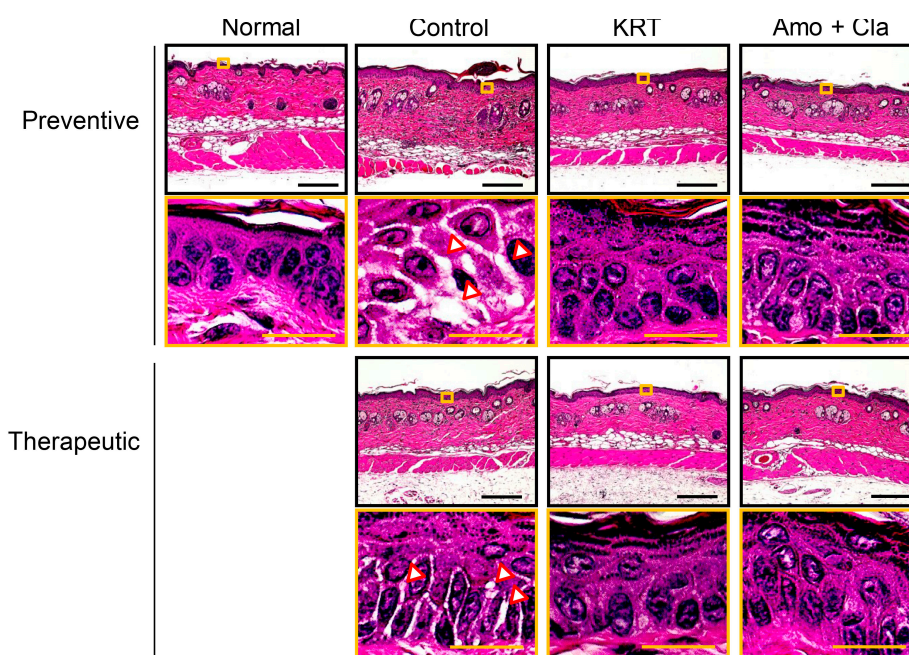 Normal Control KRT Amo + Cla
Preventive
Therapeutic